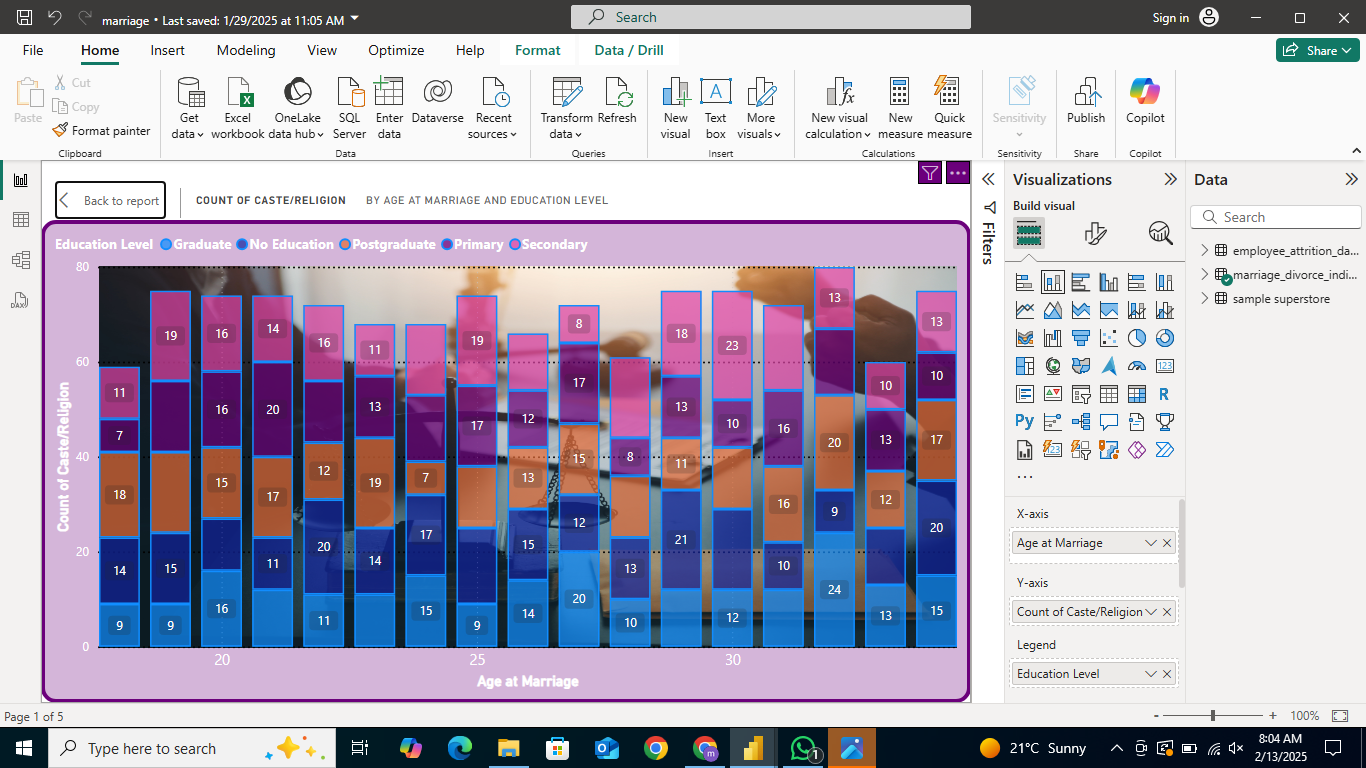 marriage • Last saved: 1/29/2025 at 11:05 AM
Search
Sign in
File Home Insert Modeling View Optimize Help Format Data / Drill
Share
Paste
Cut
Copy
Format painter
Clipboard
Get data
Excel workbook
OneLake data hub
SQL Server
Enter data
Dataverse
Recent sources
Data
Transform data
Refresh
Queries
New visual
Text box
More visuals
Insert
New visual calculation
New measure
Quick measure
Calculations
Sensitivity
Sensitivity
Publish
Share
Copilot
Copilot
Back to report
COUNT OF CASTE/RELIGION BY AGE AT MARRIAGE AND EDUCATION LEVEL
Education Level Graduate No Education Postgraduate Primary Secondary
Count of Caste/Religion
80
60
40
20
0
11 7 18 14 9
19 15 9
16 16 15 16
14 20 17 11
16 12 20 11
11 13 19 14
7 17 15
19 17 9
12 13 15 14
8 17 15 12 20
8 13 10
18 13 11 21
23 10 12
16 16 10
13 20 9 24
10 13 12 13
13 10 17 20 15
20 25 30
Age at Marriage
Filters
Visualizations
Build visual
123
R
Py
123
...
X-axis
Age at Marriage
Y-axis
Count of Caste/Religion
Legend
Education Level
Data
Search
employee_attrition_da...
marriage_divorce_indi...
sample superstore
DAX
Page 1 of 5
- + 100%
Type here to search
m
1
21°C Sunny
8:04 AM
2/13/2025